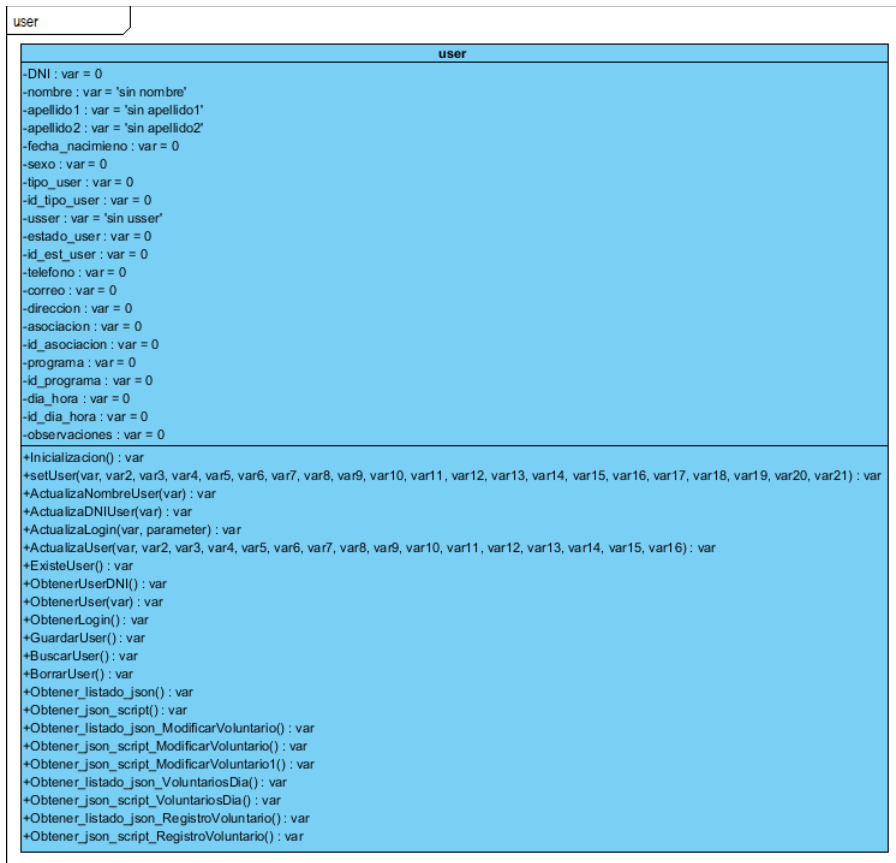 user
user
-DNI : var = 0
-nombre : var = 'sin nombre'
-apellido1 : var = 'sin apellido1'
-apellido2 : var = 'sin apellido2'
-fecha_nacimieno : var = 0
-sexo : var = 0
-tipo_user : var = 0
-id_tipo_user : var = 0
-usser : var = 'sin usser'
-estado_user : var = 0
-id_est_user : var = 0
-telefono : var = 0
-correo : var = 0
-direccion : var = 0
-asociacion : var = 0
-id_asociacion : var = 0
-programa : var = 0
-id_programa : var = 0
-dia_hora : var = 0
-id_dia_hora : var = 0
-observaciones : var = 0
+Inicializacion() : var
+setUser(var, var2, var3, var4, var5, var6, var7, var8, var9, var10, var11, var12, var13, var14, var15, var16, var17, var18, var19, var20, var21) : var
+ActualizaNombreUser(var) : var
+ActualizaDNIUser(var) : var
+ActualizaLogin(var, parameter) : var
+ActualizaUser(var, var2, var3, var4, var5, var6, var7, var8, var9, var10, var11, var12, var13, var14, var15, var16) : var
+ExisteUser() : var
+ObtenerUserDNI() : var
+ObtenerUser(var) : var
+ObtenerLogin() : var
+GuardarUser() : var
+BuscarUser() : var
+BorrarUser() : var
+Obtener_listado_json() : var
+Obtener_json_script() : var
+Obtener_listado_json_ModificarVoluntario() : var
+Obtener_json_script_ModificarVoluntario() : var
+Obtener_json_script_ModificarVoluntario1() : var
+Obtener_listado_json_VoluntariosDia() : var
+Obtener_json_script_VoluntariosDia() : var
+Obtener_listado_json_RegistroVoluntario() : var
+Obtener_json_script_RegistroVoluntario() : var